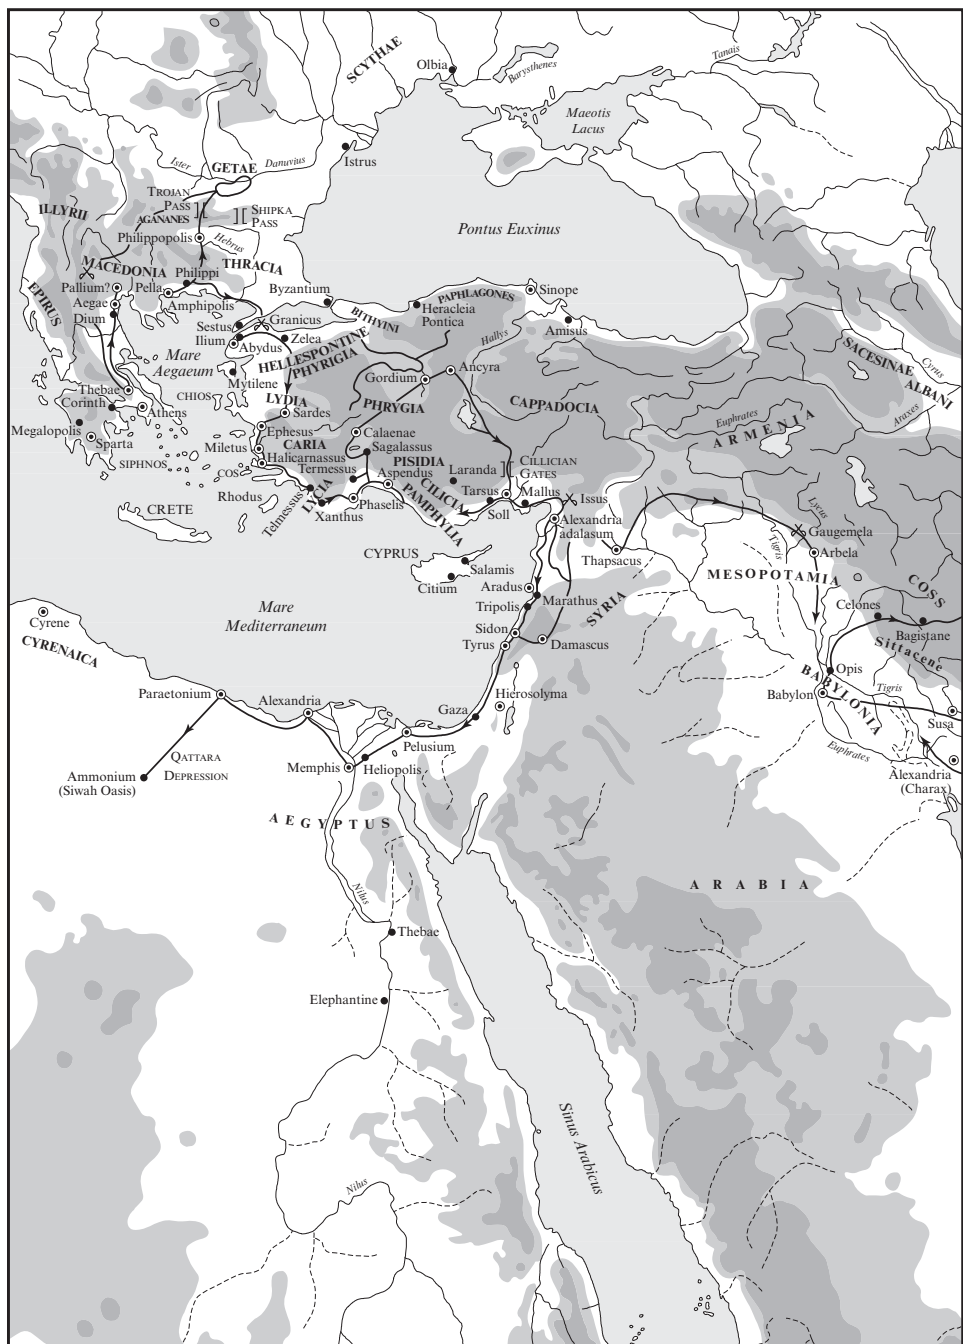 SCYTHAE
Olbia
Barysthenes
Tanais
Maeotis
Lacus
Istrus
Ister
GETAE
Danuvius
TROJAN
PASS
AGANANES
SHIPKA
PASS
ILLYRII
Philippopolis
Hebrus
Pontus Euxinus
MACEDONIA
Philippi
THRACIA
Byzantium
PAPHLAGONES
Sinope
EPIRUS
Pallium?
Pella
Aegae
Amphipolis
Dium
Sestus
Granicus
BITHYINI
Heracleia
Pontica
Amisus
Ilium
Abydus
Zelea
HELLESPONTINE
PHYRIGIA
Hallys
SACESINAE
Cyrus
ALBANI
Araxes
Mare
Aegaeum
Mytilene
Gordium
Ancyra
Thebae
CHIOS
LYDIA
Corinth
Athens
Sardes
PHRYGIA
CAPPADOCIA
Euphrates
ARMENIA
Megalopolis
Sparta
Ephesus
Calaenae
Miletus
CARIA
Sagalassus
SIPHNOS
Halicarnassus
COS
Termessus
PISIDIA
Aspendus
Laranda
CILLICIAN
GATES
Rhodus
Telmessus
LYCIA
Xanthus
Phaselis
PAMPHYLIA
CILICIA
Tarsus
Soll
Mallus
Issus
CRETE
Alexandria
adalasum
Lycus
Gaugemela
Tigris
Arbela
CYPRUS
Salamis
Citium
Thapsacus
MESOPOTAMIA
COSS
Aradus
Marathus
Tripolis
SYRIA
Celones
Bagistane
Sittacene
Mare
Mediterraneum
Cyrene
CYRENAICA
Sidon
Tyrus
Damascus
Opis
BABYLONIA
Babylon
Tigris
Susa
Paraetonium
Alexandria
Gaza
Hierosolyma
Pelusium
Euphrates
QATTARA
DEPRESSION
Ammonium
(Siwah Oasis)
Memphis
Heliopolis
Alexandria
(Charax)
AEGYPTUS
ARABIA
Nilus
Thebae
Elephantine
Sinus Arabicus
Nilus